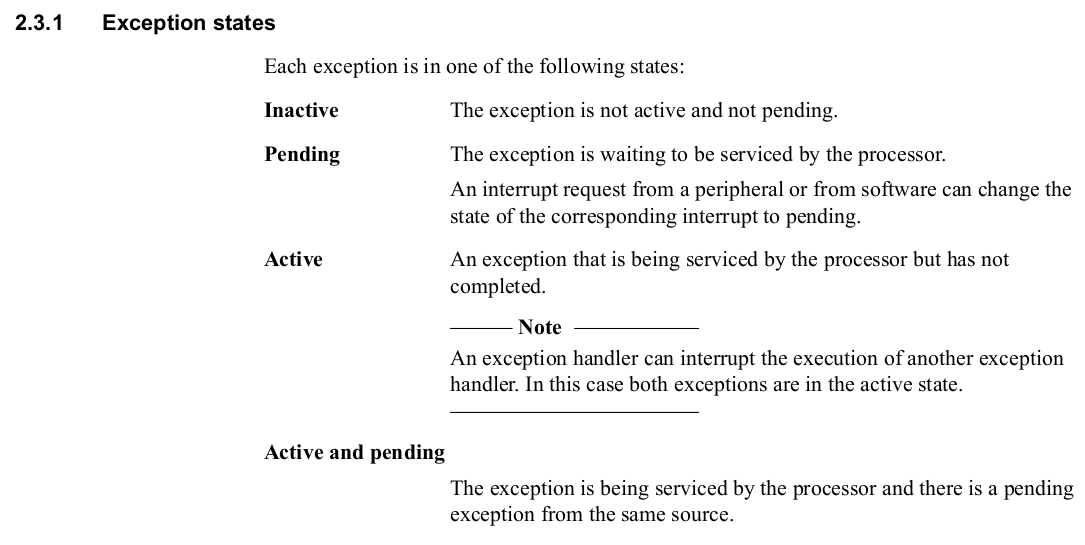 2.3.1 Exception states
Each exception is in one of the following states:
Inactive The exception is not active and not pending.
Pending The exception is waiting to be serviced by the processor.
An interrupt request from a peripheral or from software can change the
state of the corresponding interrupt to pending.
Active An exception that is being serviced by the processor but has not
completed.
Note
An exception handler can interrupt the execution of another exception
handler. In this case both exceptions are in the active state.
Active and pending
The exception is being serviced by the processor and there is a pending
exception from the same source.